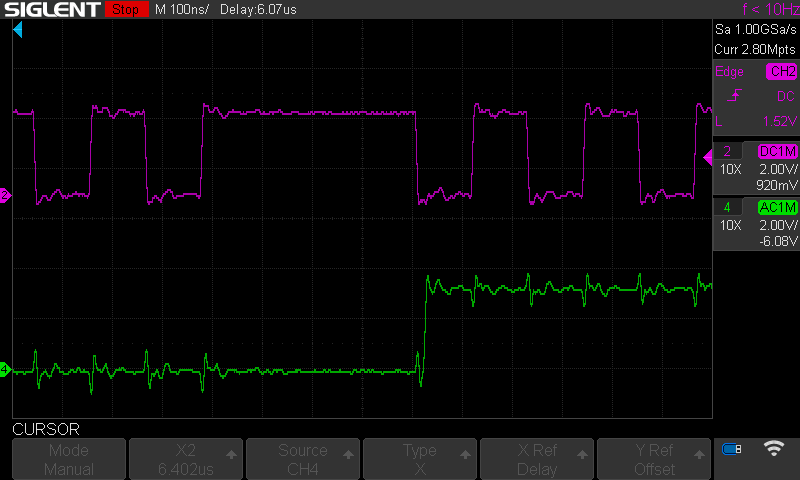 SIGLENT Stop M 100ns/ Delay:6.07us f < 10Hz
Sa 1.00GSa/s
Curr 2.80Mpts
Edge CH2
DC
L 1.52V
2 DC1M
10X 2.00V/
920mV
4 AC1M
10X 2.00V/
-6.08V
2
4
CURSOR
Mode X2 Source Type X Ref Y Ref
Manual 6.402us CH4 X Delay Offset